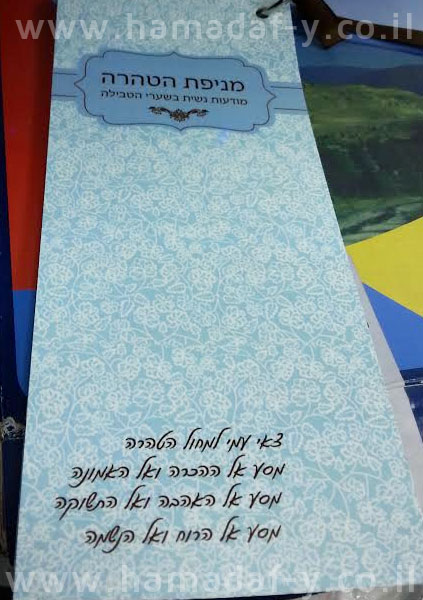 www.hamadaf-y.co.il
מניפת הטהרה
מודעות נשית בשערי הטבילה
צאי עמי למחול הטהרה
מסע אל ההכרה ואל האמונה
מסע אל האהבה ואל התשוקה
מסע אל הרוח ואל הנשמה
www.hamadaf-y.co.il